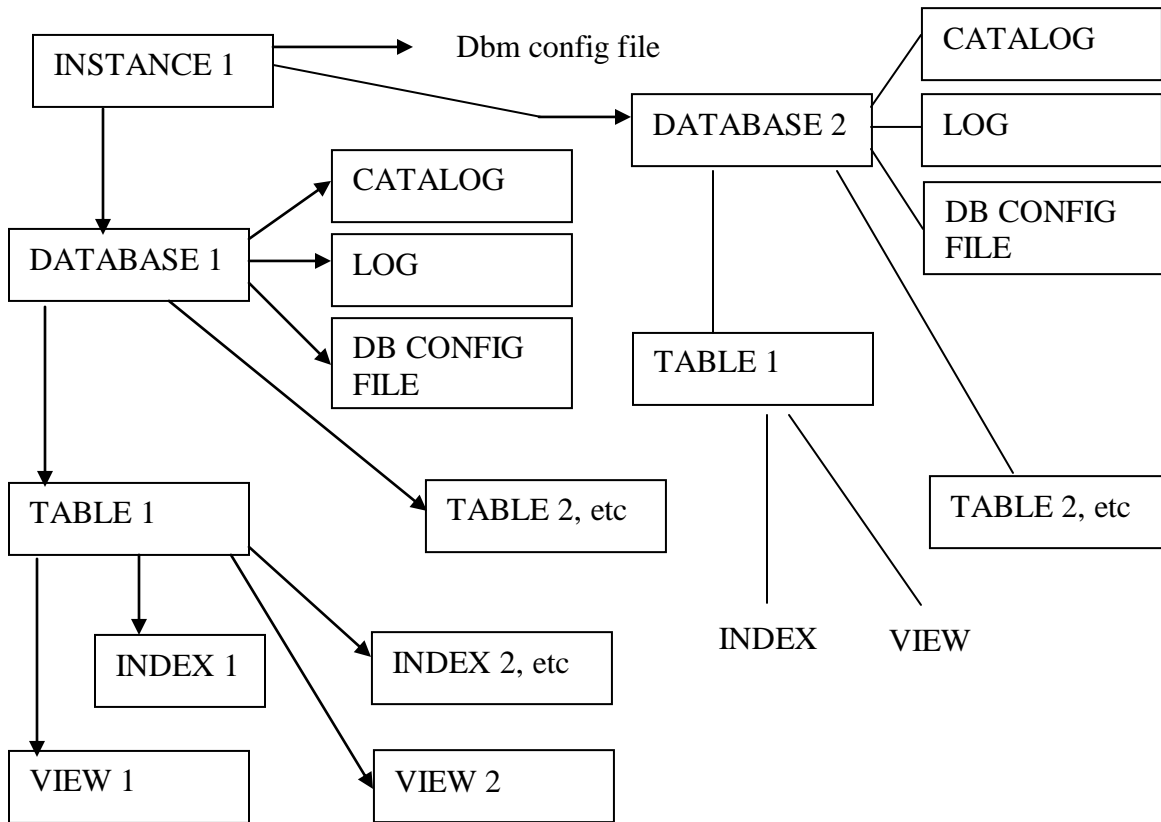 INSTANCE 1
Dbm config file
CATALOG
LOG
DB CONFIG
FILE
DATABASE 2
DATABASE 1
CATALOG
LOG
DB CONFIG
FILE
TABLE 1
TABLE 2, etc
TABLE 1
TABLE 2, etc
INDEX
VIEW
INDEX 1
INDEX 2, etc
VIEW 1
VIEW 2